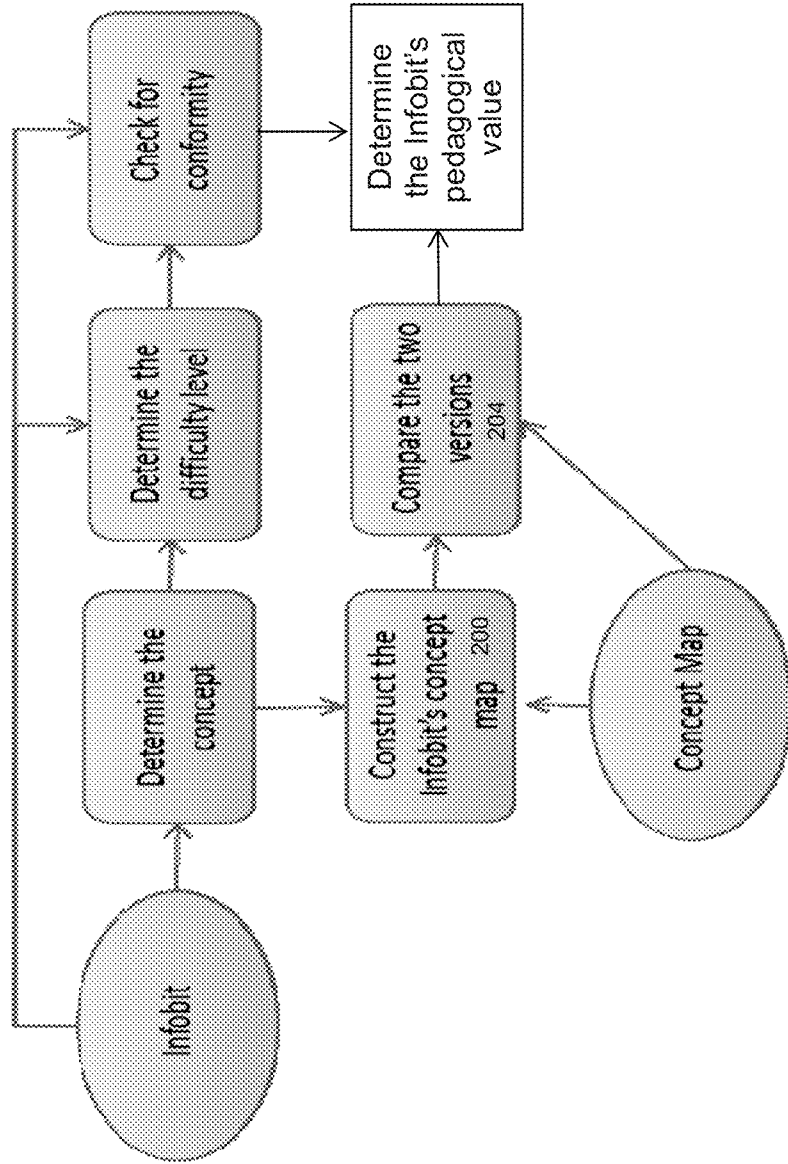 Infobit
Determine the
concept
Determine the
difficulty level
Check for
conformity
Construct the
Infobit's concept
map 200
Compare the two
versions
204
Determine
the Infobit's
pedagogical
value
Concept Map